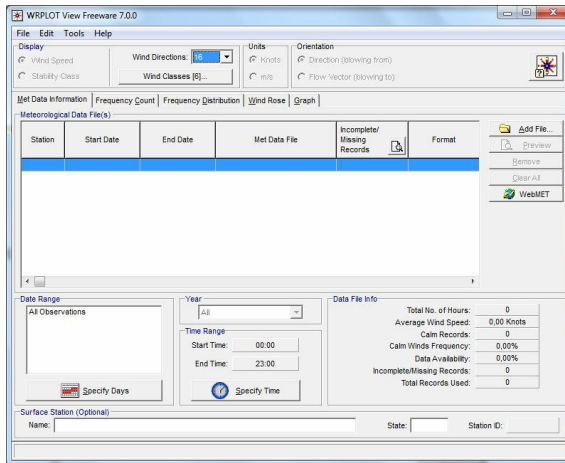 WRPLOT View Freeware 7.0.0
File Edit Tools Help
Display
Wind Speed
Stability Class
Wind Directions: 16
Wind Classes [6]...
Units
Knots
m/s
Orientation
Direction (blowing from)
Flow Vector (blowing to)
Met Data Information Frequency Count Frequency Distribution Wind Rose Graph
Meteorological Data File(s)
Station Start Date End Date Met Data File Incomplete/ Missing Records Format
Add File...
Preview
Remove
Clear All
WebMET
Date Range
All Observations
Specify Days
Year
All
Time Range
Start Time: 00:00
End Time: 23:00
Specify Time
Data File Info
Total No. of Hours: 0
Average Wind Speed: 0,00 Knots
Calm Records: 0
Calm Winds Frequency: 0,00%
Data Availability: 0,00%
Incomplete/Missing Records: 0
Total Records Used: 0
Surface Station (Optional)
Name: State: Station ID: